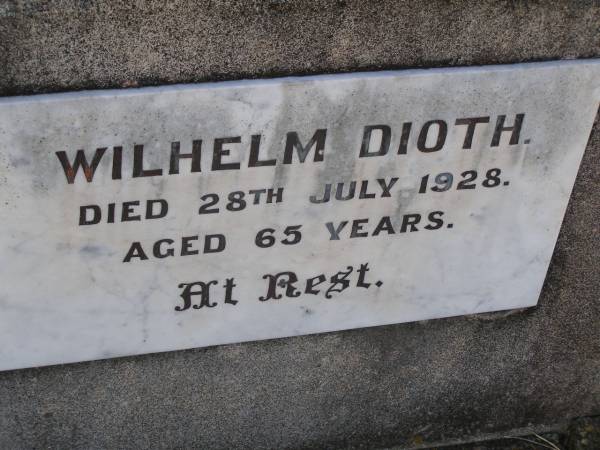 WILHELM DIOTH.
DIED 28TH JULY 1928.
AGED 65 YEARS.
At Rest.